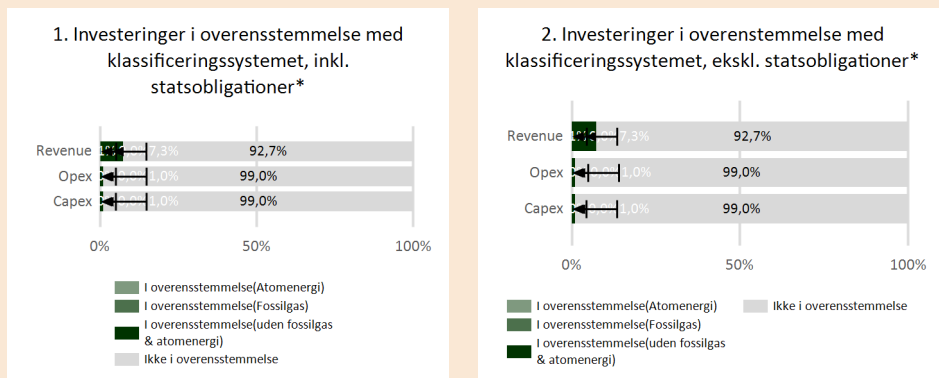 1. Investeringer i overensstemmelse med
klassificeringssystemet, inkl.
statsobligationer*
Revenue
7,3%
92,7%
Opex
1,0%
99,0%
Capex
1,0%
99,0%
0%
50%
100%
I overensstemmelse(Atomenergi)
I overensstemmelse(Fossilgas)
I overensstemmelse(uden fossilgas
& atomenergi)
Ikke i overensstemmelse
2. Investeringer i overenstemmelse med
klassificeringssystemet, ekskl. statsobligationer*
Revenue
7,3%
92,7%
Opex
1,0%
99,0%
Capex
1,0%
99,0%
0%
50%
100%
I overensstemmelse(Atomenergi)
Ikke i overensstemmelse
I overensstemmelse(Fossilgas)
I overensstemmelse(uden fossilgas
& atomenergi)